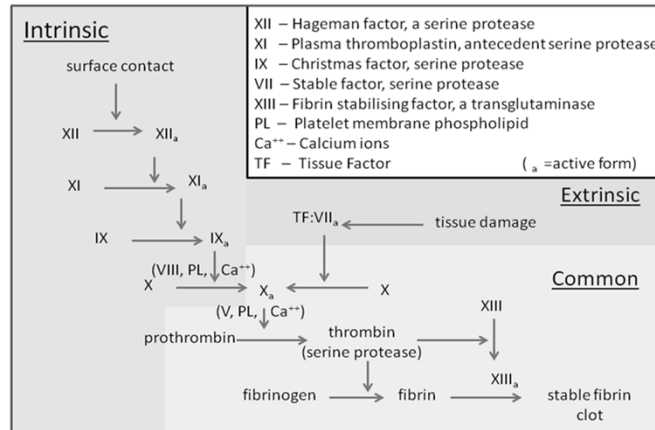 Intrinsic
XII – Hageman factor, a serine protease
XI – Plasma thromboplastin, antecedent serine protease
IX – Christmas factor, serine protease
VII – Stable factor, serine protease
XIII – Fibrin stabilising factor, a transglutaminase
PL – Platelet membrane phospholipid
Ca⁺⁺ – Calcium ions
TF – Tissue Factor ( ₐ =active form)
surface contact
XII XIIₐ
XI XIₐ
IX IXₐ
Extrinsic
TF:VIIₐ tissue damage
Common
(VIII, PL, Ca⁺⁺)
X Xₐ X
(V, PL, Ca⁺⁺)
XIII
prothrombin thrombin
(serine protease)
XIIIₐ
fibrinogen fibrin stable fibrin
clot